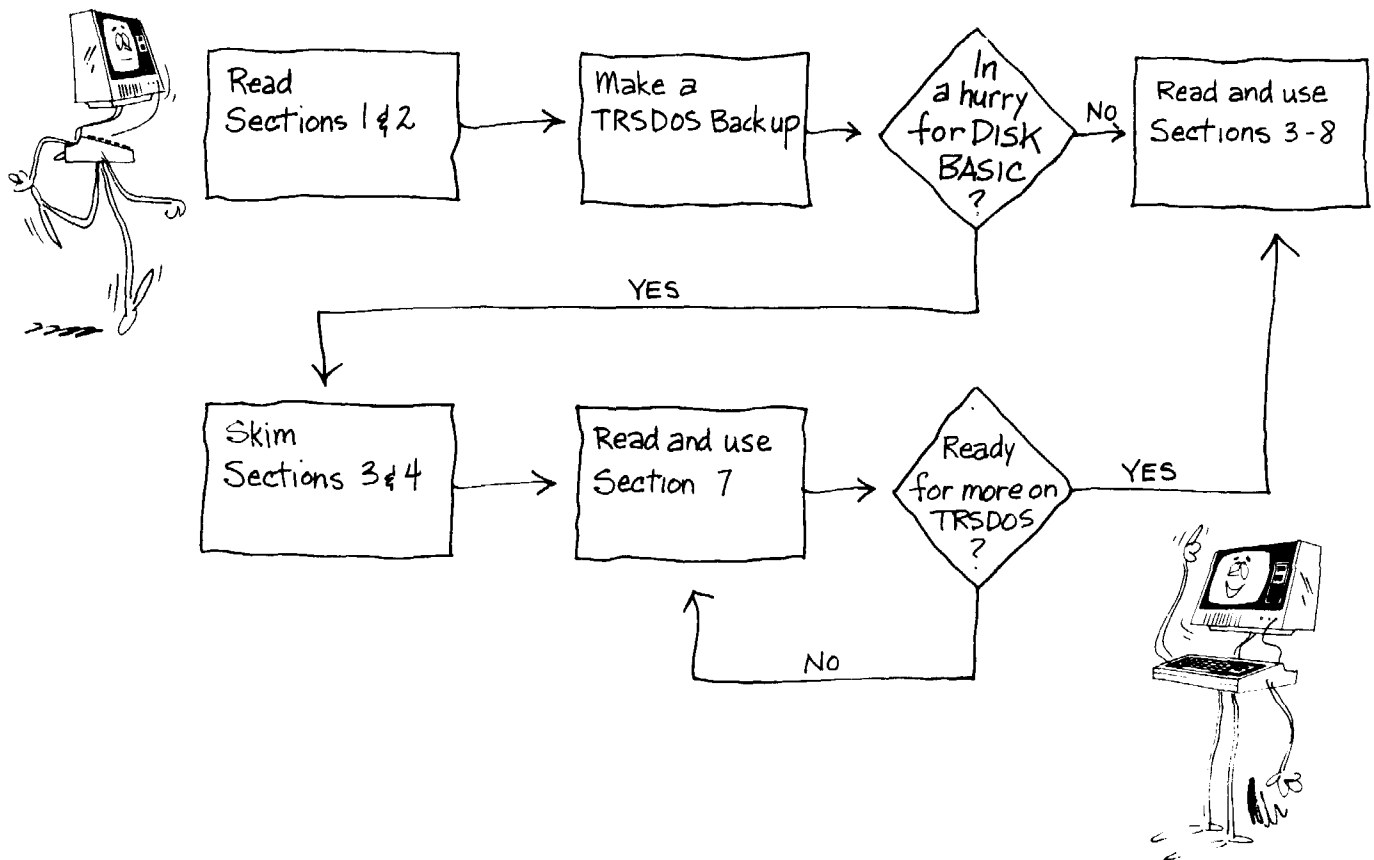 Read
Sections 1 & 2
Make a
TRSDOS Backup
In
a hurry
for DISK
BASIC
?
NO
Read and use
Sections 3-8
YES
Skim
Sections 3 & 4
Read and use
Section 7
Ready
for more on
TRSDOS
?
YES
NO